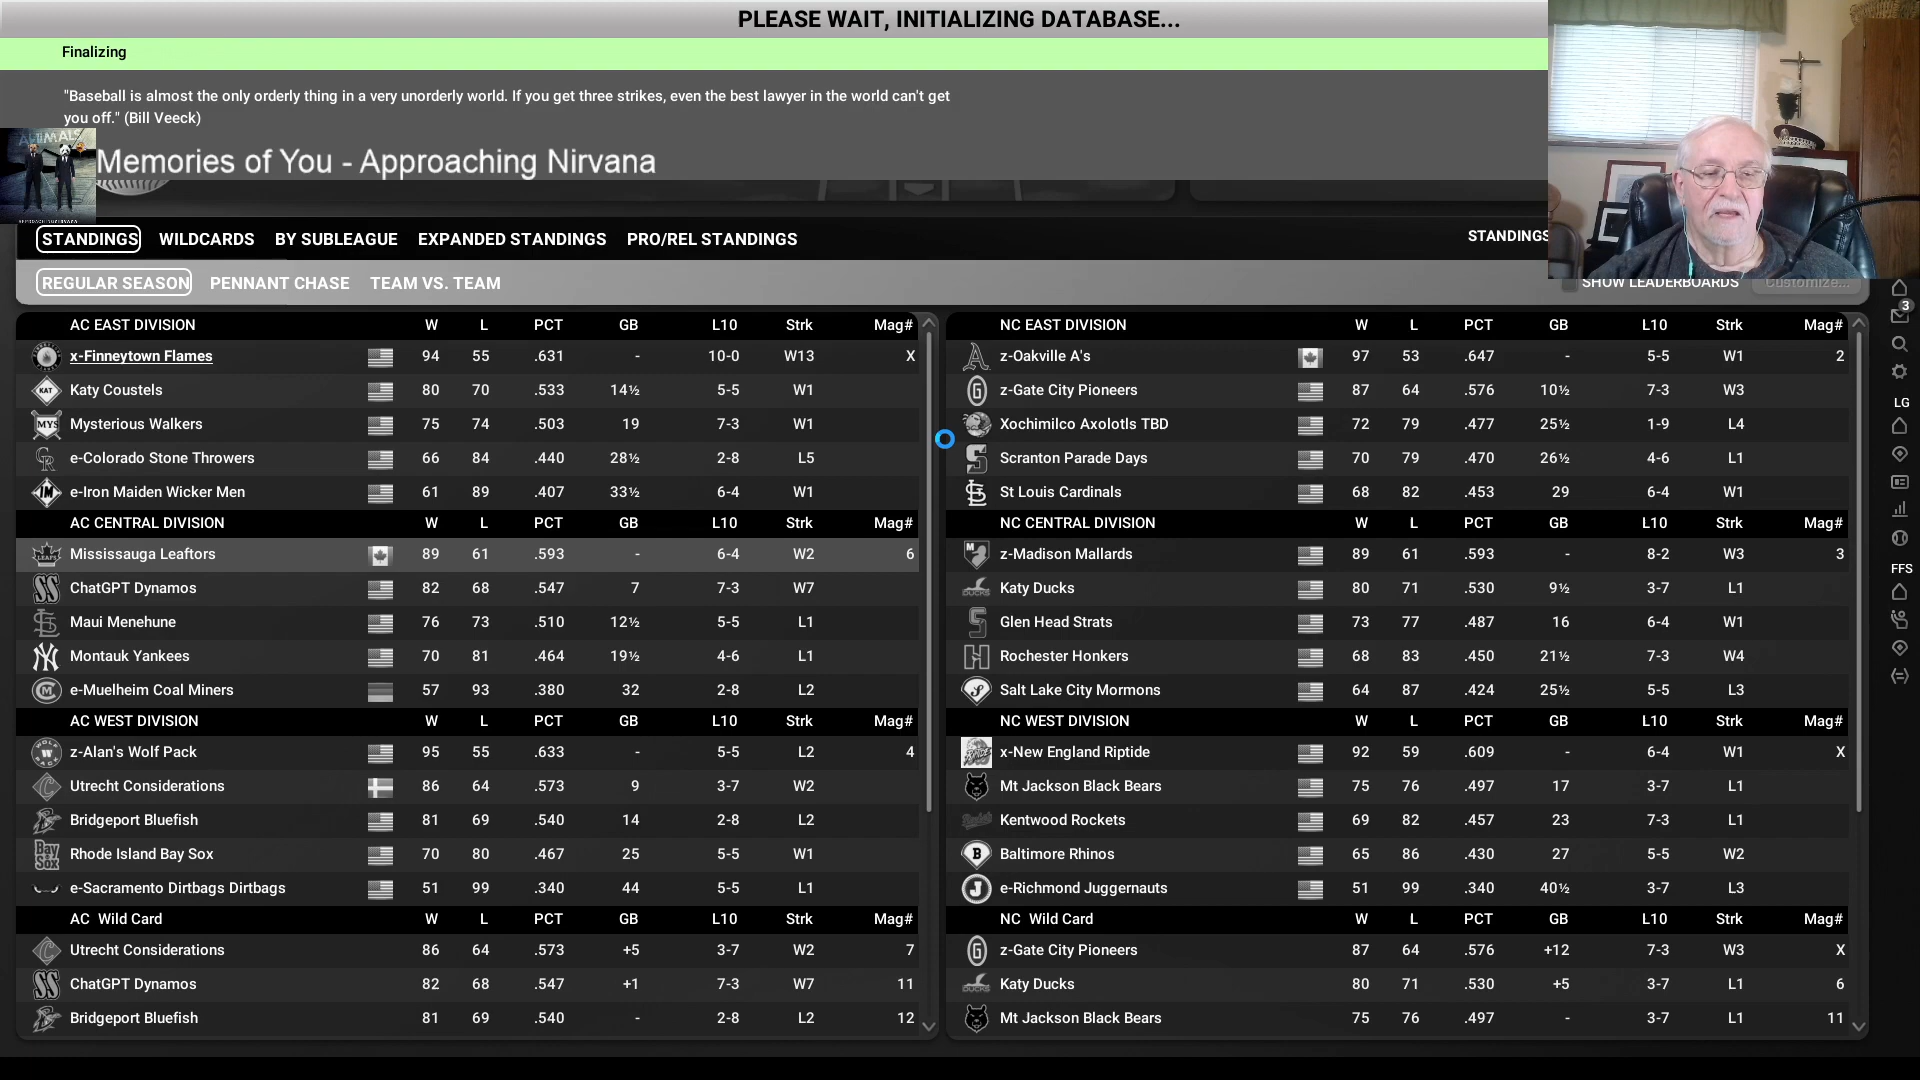 PLEASE WAIT, INITIALIZING DATABASE...
Finalizing
"Baseball is almost the only orderly thing in a very unorderly world. If you get three strikes, even the best lawyer in the world can't get
you off." (Bill Veeck)
Memories of You - Approaching Nirvana
STANDINGS WILDCARDS BY SUBLEAGUE EXPANDED STANDINGS PRO/REL STANDINGS STANDINGS
REGULAR SEASON PENNANT CHASE TEAM VS. TEAM SHOW LEADERBOARDS Customize...
AC EAST DIVISION W L PCT GB L10 Strk Mag#
x-Finneytown Flames 94 55 .631 - 10-0 W13 X
Katy Coustels 80 70 .533 14½ 5-5 W1
Mysterious Walkers 75 74 .503 19 7-3 W1
e-Colorado Stone Throwers 66 84 .440 28½ 2-8 L5
e-Iron Maiden Wicker Men 61 89 .407 33½ 6-4 W1
AC CENTRAL DIVISION W L PCT GB L10 Strk Mag#
Mississauga Leaftors 89 61 .593 - 6-4 W2 6
ChatGPT Dynamos 82 68 .547 7 7-3 W7
Maui Menehune 76 73 .510 12½ 5-5 L1
Montauk Yankees 70 81 .464 19½ 4-6 L1
e-Muelheim Coal Miners 57 93 .380 32 2-8 L2
AC WEST DIVISION W L PCT GB L10 Strk Mag#
z-Alan's Wolf Pack 95 55 .633 - 5-5 L2 4
Utrecht Considerations 86 64 .573 9 3-7 W2
Bridgeport Bluefish 81 69 .540 14 2-8 L2
Rhode Island Bay Sox 70 80 .467 25 5-5 W1
e-Sacramento Dirtbags Dirtbags 51 99 .340 44 5-5 L1
AC Wild Card W L PCT GB L10 Strk Mag#
Utrecht Considerations 86 64 .573 +5 3-7 W2 7
ChatGPT Dynamos 82 68 .547 +1 7-3 W7 11
Bridgeport Bluefish 81 69 .540 - 2-8 L2 12
NC EAST DIVISION W L PCT GB L10 Strk Mag#
z-Oakville A's 97 53 .647 - 5-5 W1 2
z-Gate City Pioneers 87 64 .576 10½ 7-3 W3
Xochimilco Axolotls TBD 72 79 .477 25½ 1-9 L4
Scranton Parade Days 70 79 .470 26½ 4-6 L1
St Louis Cardinals 68 82 .453 29 6-4 W1
NC CENTRAL DIVISION W L PCT GB L10 Strk Mag#
z-Madison Mallards 89 61 .593 - 8-2 W3 3
Katy Ducks 80 71 .530 9½ 3-7 L1
Glen Head Strats 73 77 .487 16 6-4 W1
Rochester Honkers 68 83 .450 21½ 7-3 W4
Salt Lake City Mormons 64 87 .424 25½ 5-5 L3
NC WEST DIVISION W L PCT GB L10 Strk Mag#
x-New England Riptide 92 59 .609 - 6-4 W1 X
Mt Jackson Black Bears 75 76 .497 17 3-7 L1
Kentwood Rockets 69 82 .457 23 7-3 L1
Baltimore Rhinos 65 86 .430 27 5-5 W2
e-Richmond Juggernauts 51 99 .340 40½ 3-7 L3
NC Wild Card W L PCT GB L10 Strk Mag#
z-Gate City Pioneers 87 64 .576 +12 7-3 W3 X
Katy Ducks 80 71 .530 +5 3-7 L1 6
Mt Jackson Black Bears 75 76 .497 - 3-7 L1 11
3
LG
FFS